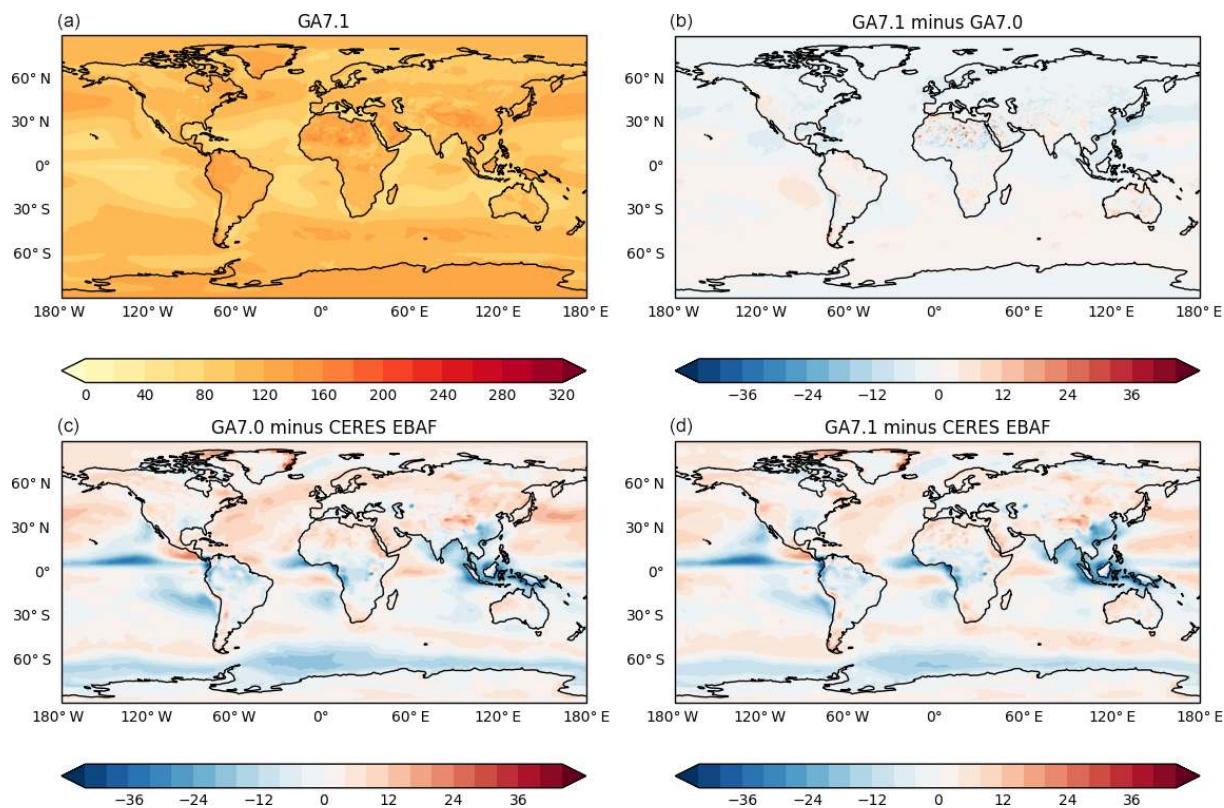 (a) GA7.1
(b) GA7.1 minus GA7.0
60° N
30° N
0°
30° S
60° S
180° W 120° W 60° W 0° 60° E 120° E 180° E
60° N
30° N
0°
30° S
60° S
180° W 120° W 60° W 0° 60° E 120° E 180° E
0 40 80 120 160 200 240 280 320
−36 −24 −12 0 12 24 36
(c) GA7.0 minus CERES EBAF
(d) GA7.1 minus CERES EBAF
60° N
30° N
0°
30° S
60° S
180° W 120° W 60° W 0° 60° E 120° E 180° E
60° N
30° N
0°
30° S
60° S
180° W 120° W 60° W 0° 60° E 120° E 180° E
−36 −24 −12 0 12 24 36
−36 −24 −12 0 12 24 36